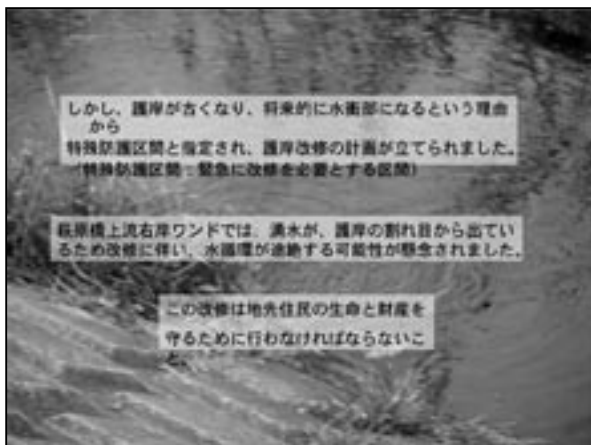 しかし、護岸が古くなり、将来的に水衝部になるという理由
から
特殊防護区間と指定され、護岸改修の計画が立てられました。
(特殊防護区間：緊急に改修を必要とする区間)
萩原橋上流右岸ワンドでは、湧水が、護岸の割れ目から出てい
るため改修に伴い、水循環が途絶する可能性が懸念されました。
この改修は地先住民の生命と財産を
守るために行わなければならないこ
と。